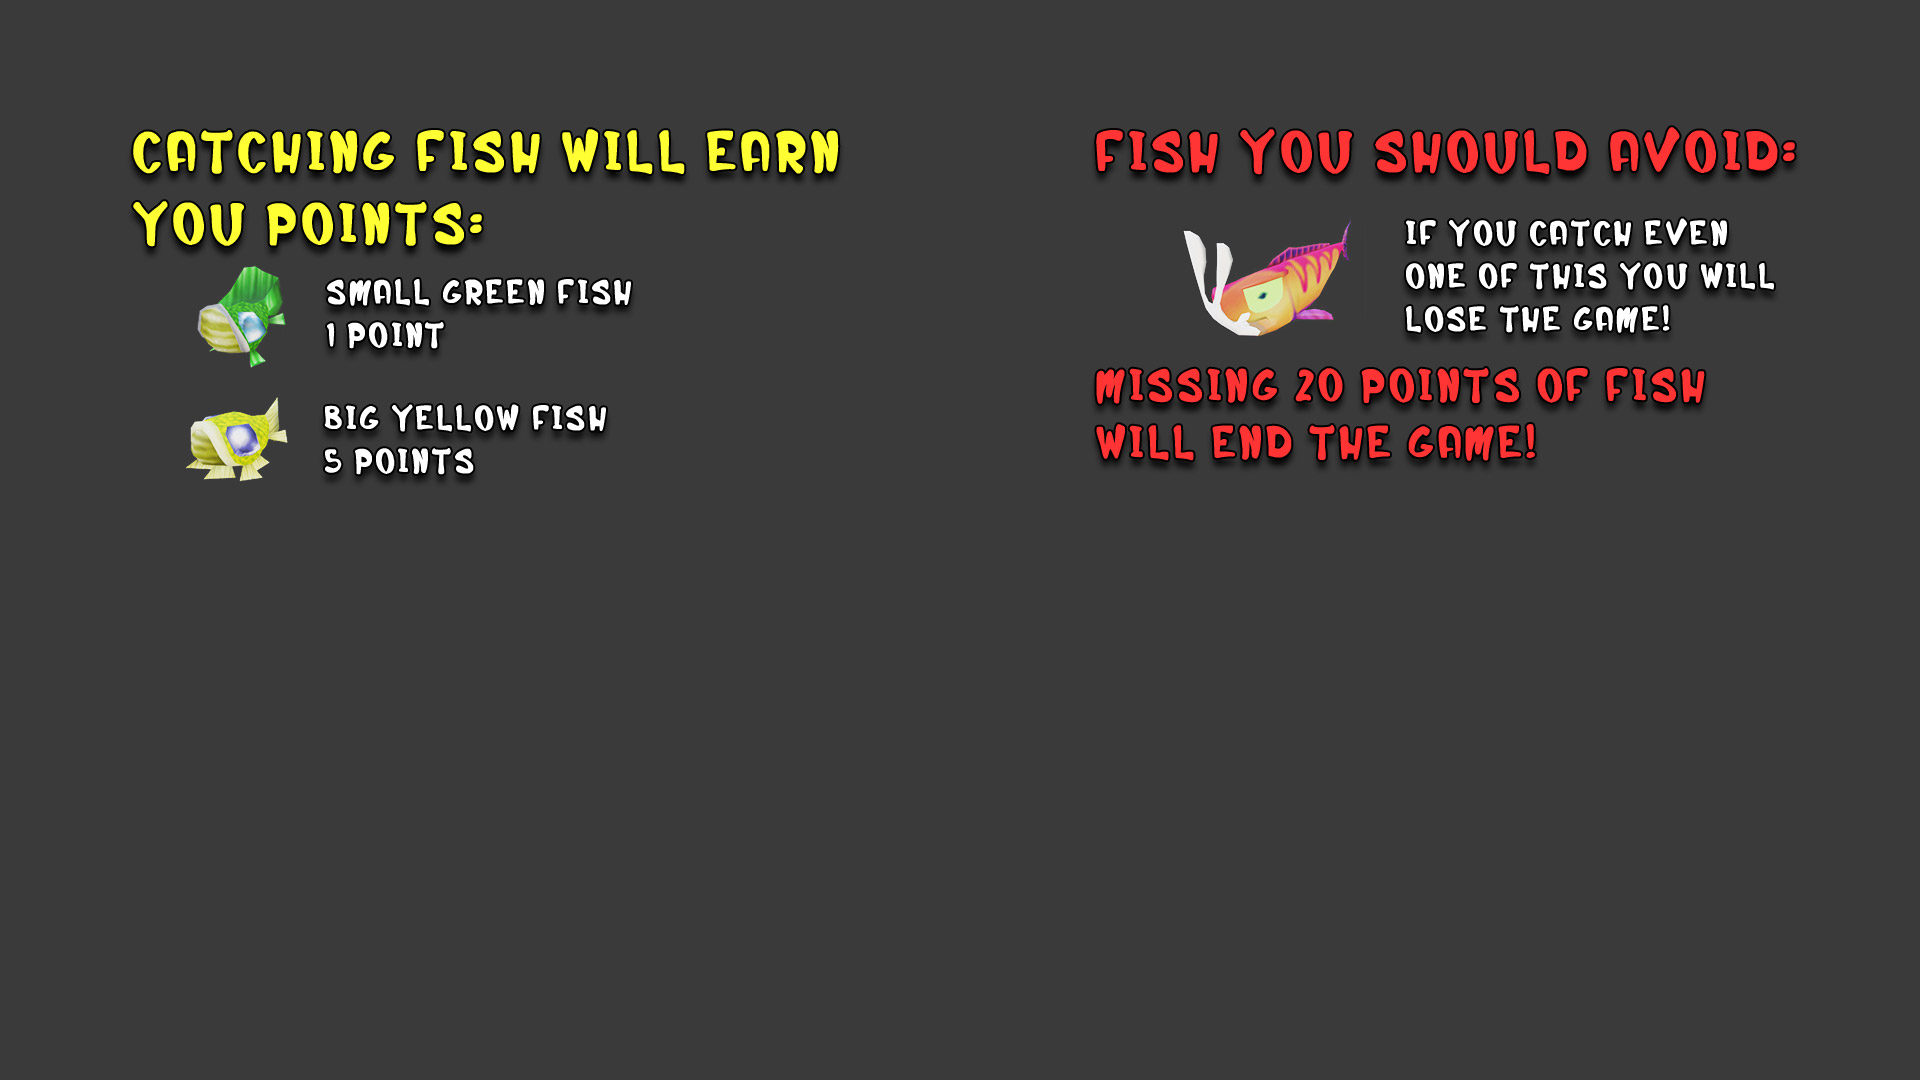 CATCHING FISH WILL EARN
YOU POINTS:
SMALL GREEN FISH
1 POINT
BIG YELLOW FISH
5 POINTS
FISH YOU SHOULD AVOID:
IF YOU CATCH EVEN
ONE OF THIS YOU WILL
LOSE THE GAME!
MISSING 20 POINTS OF FISH
WILL END THE GAME!